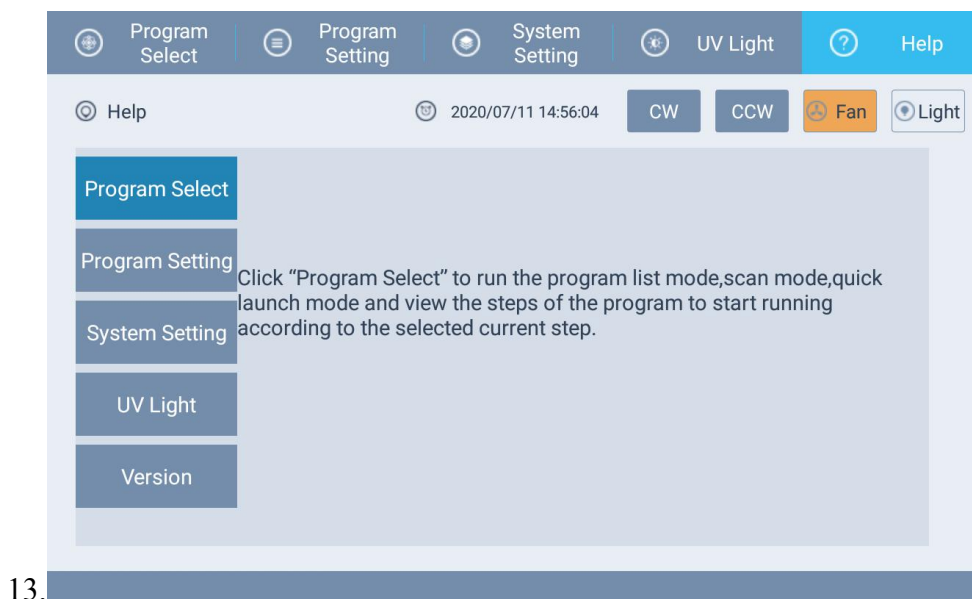 Program Select
Program Setting
System Setting
UV Light
Help
Help
2020/07/11 14:56:04
CW
CCW
Fan
Light
Program Select
Program Setting
System Setting
UV Light
Version
Click “Program Select” to run the program list mode,scan mode,quick
launch mode and view the steps of the program to start running
according to the selected current step.
13.